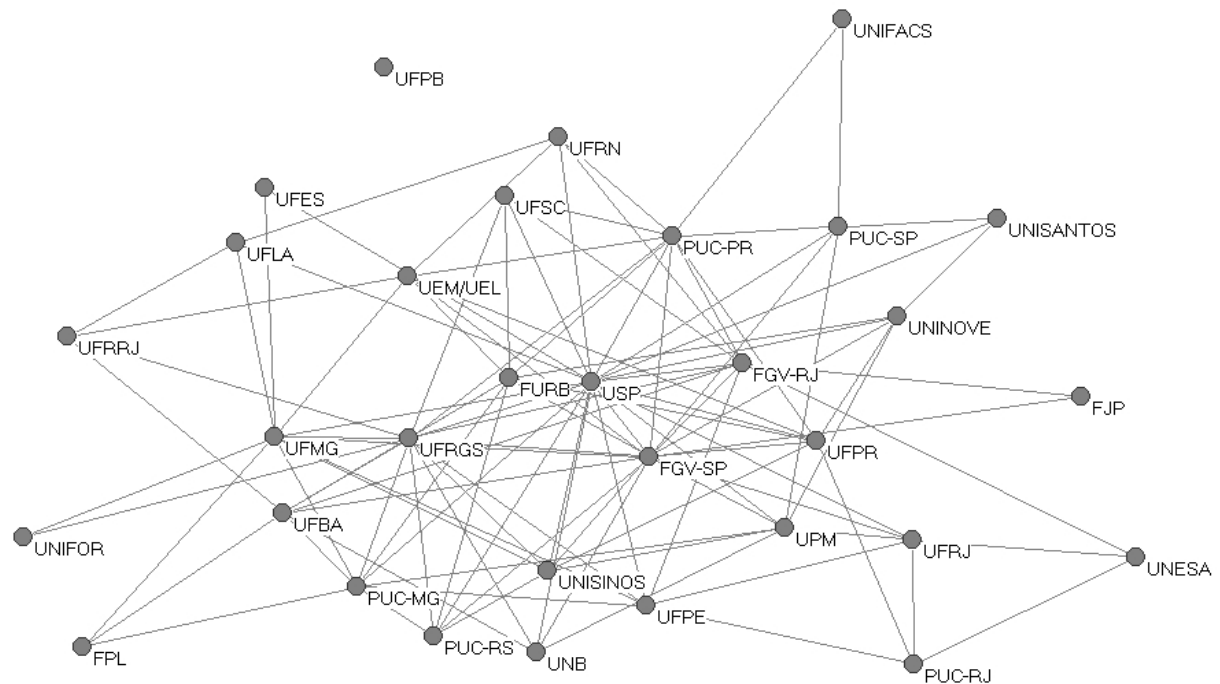 UNIFACS
UFPB
UFRN
UFES
UFSC
UNISANTOS
PUC-SP
PUC-PR
UFLA
UEM/UEL
UNINOVE
UFRRJ
FGV-RJ
FURB
USP
FJP
UFMG
UFRGS
UFPR
FGV-SP
UFBA
UPM
UNIFOR
UFRJ
UNESA
UNISINOS
PUC-MG
UFPE
PUC-RS
FPL
UNB
PUC-RJ